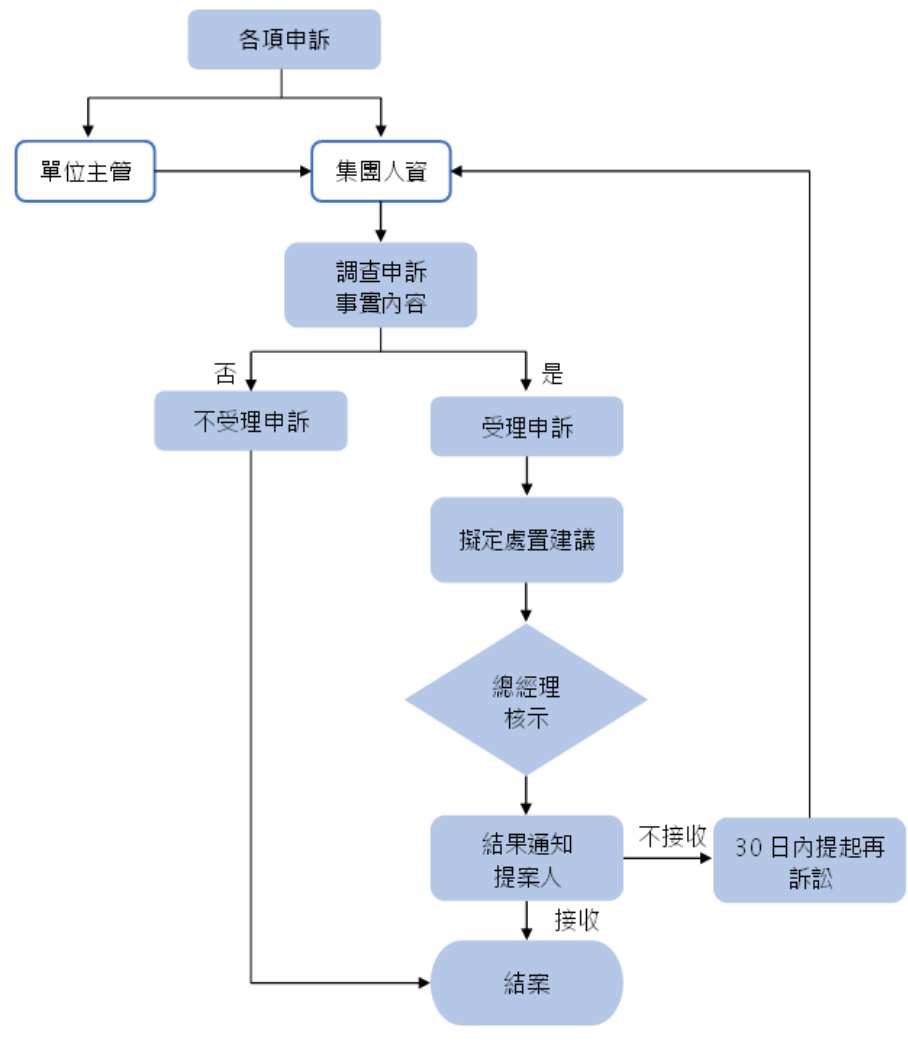 各項申訴
單位主管
集團人資
調查申訴
事實內容
否
是
不受理申訴
受理申訴
擬定處置建議
總經理
核示
結果通知
提案人
不接收
30 日內提起再
訴訟
接收
結案